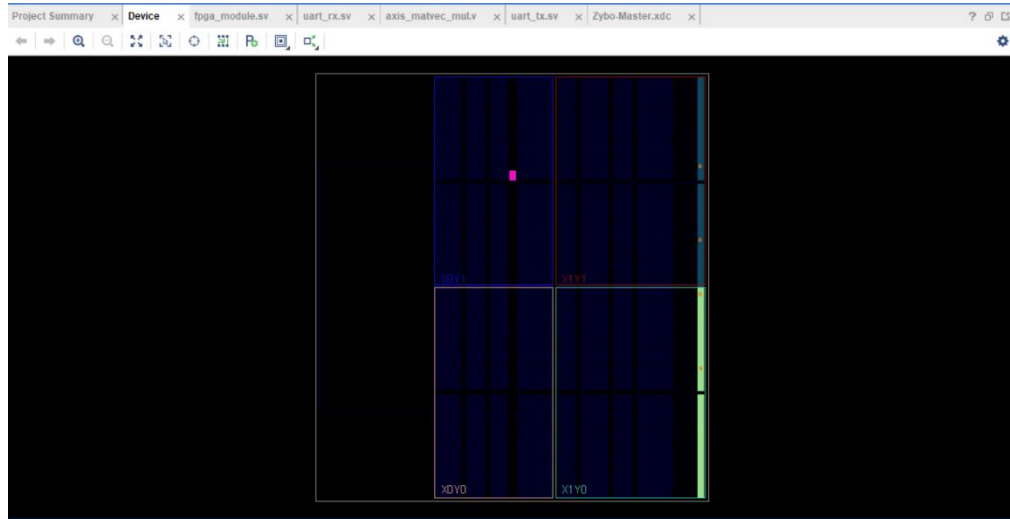 Project Summary × Device × fpga_module.sv × uart_rx.sv × axis_matvec_mul.v × uart_tx.sv × Zybo-Master.xdc × ?
X0Y1 X1Y1
X0Y0 X1Y0